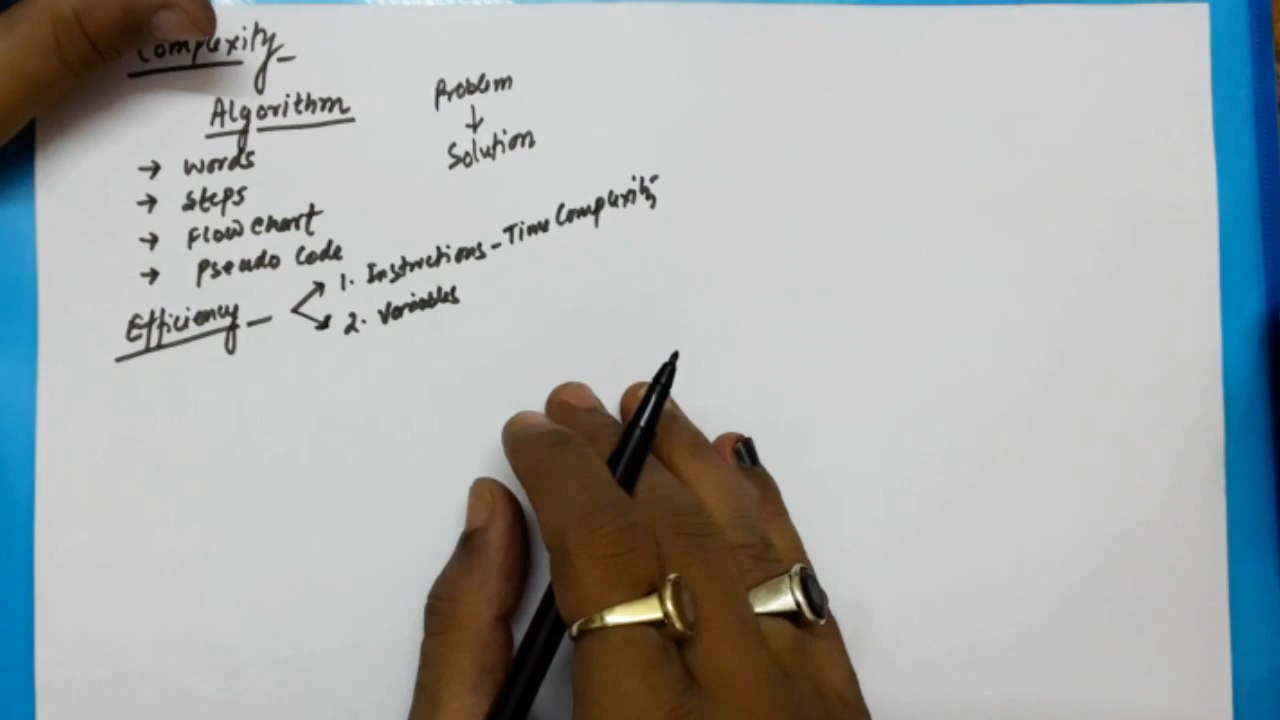 Complexity -
Algorithm
→ words
→ steps
→ Flow chart
→ Pseudo Code
Problem
↓
Solution
Efficiency -
1. Instructions - Time Complexity
2. Variables